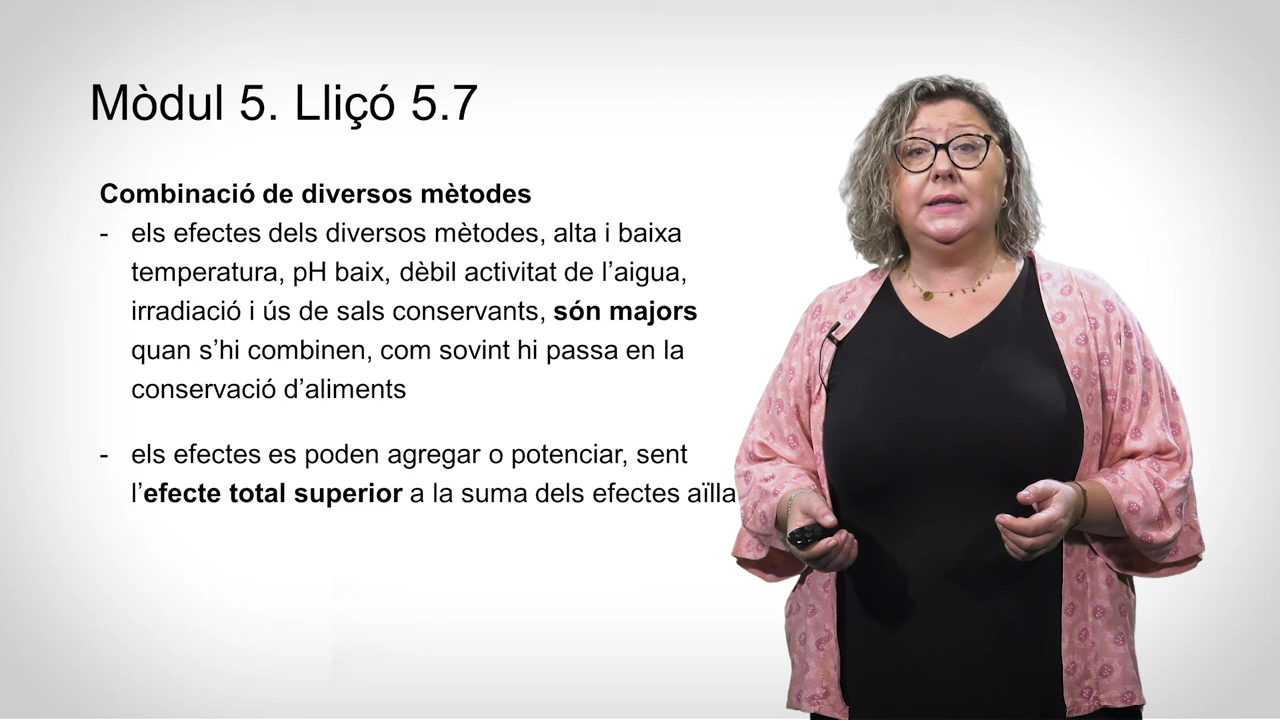 Mòdul 5. Lliçó 5.7
Combinació de diversos mètodes
- els efectes dels diversos mètodes, alta i baixa
temperatura, pH baix, dèbil activitat de l’aigua,
irradiació i ús de sals conservants, són majors
quan s’hi combinen, com sovint hi passa en la
conservació d’aliments
- els efectes es poden agregar o potenciar, sent
l’efecte total superior a la suma dels efectes